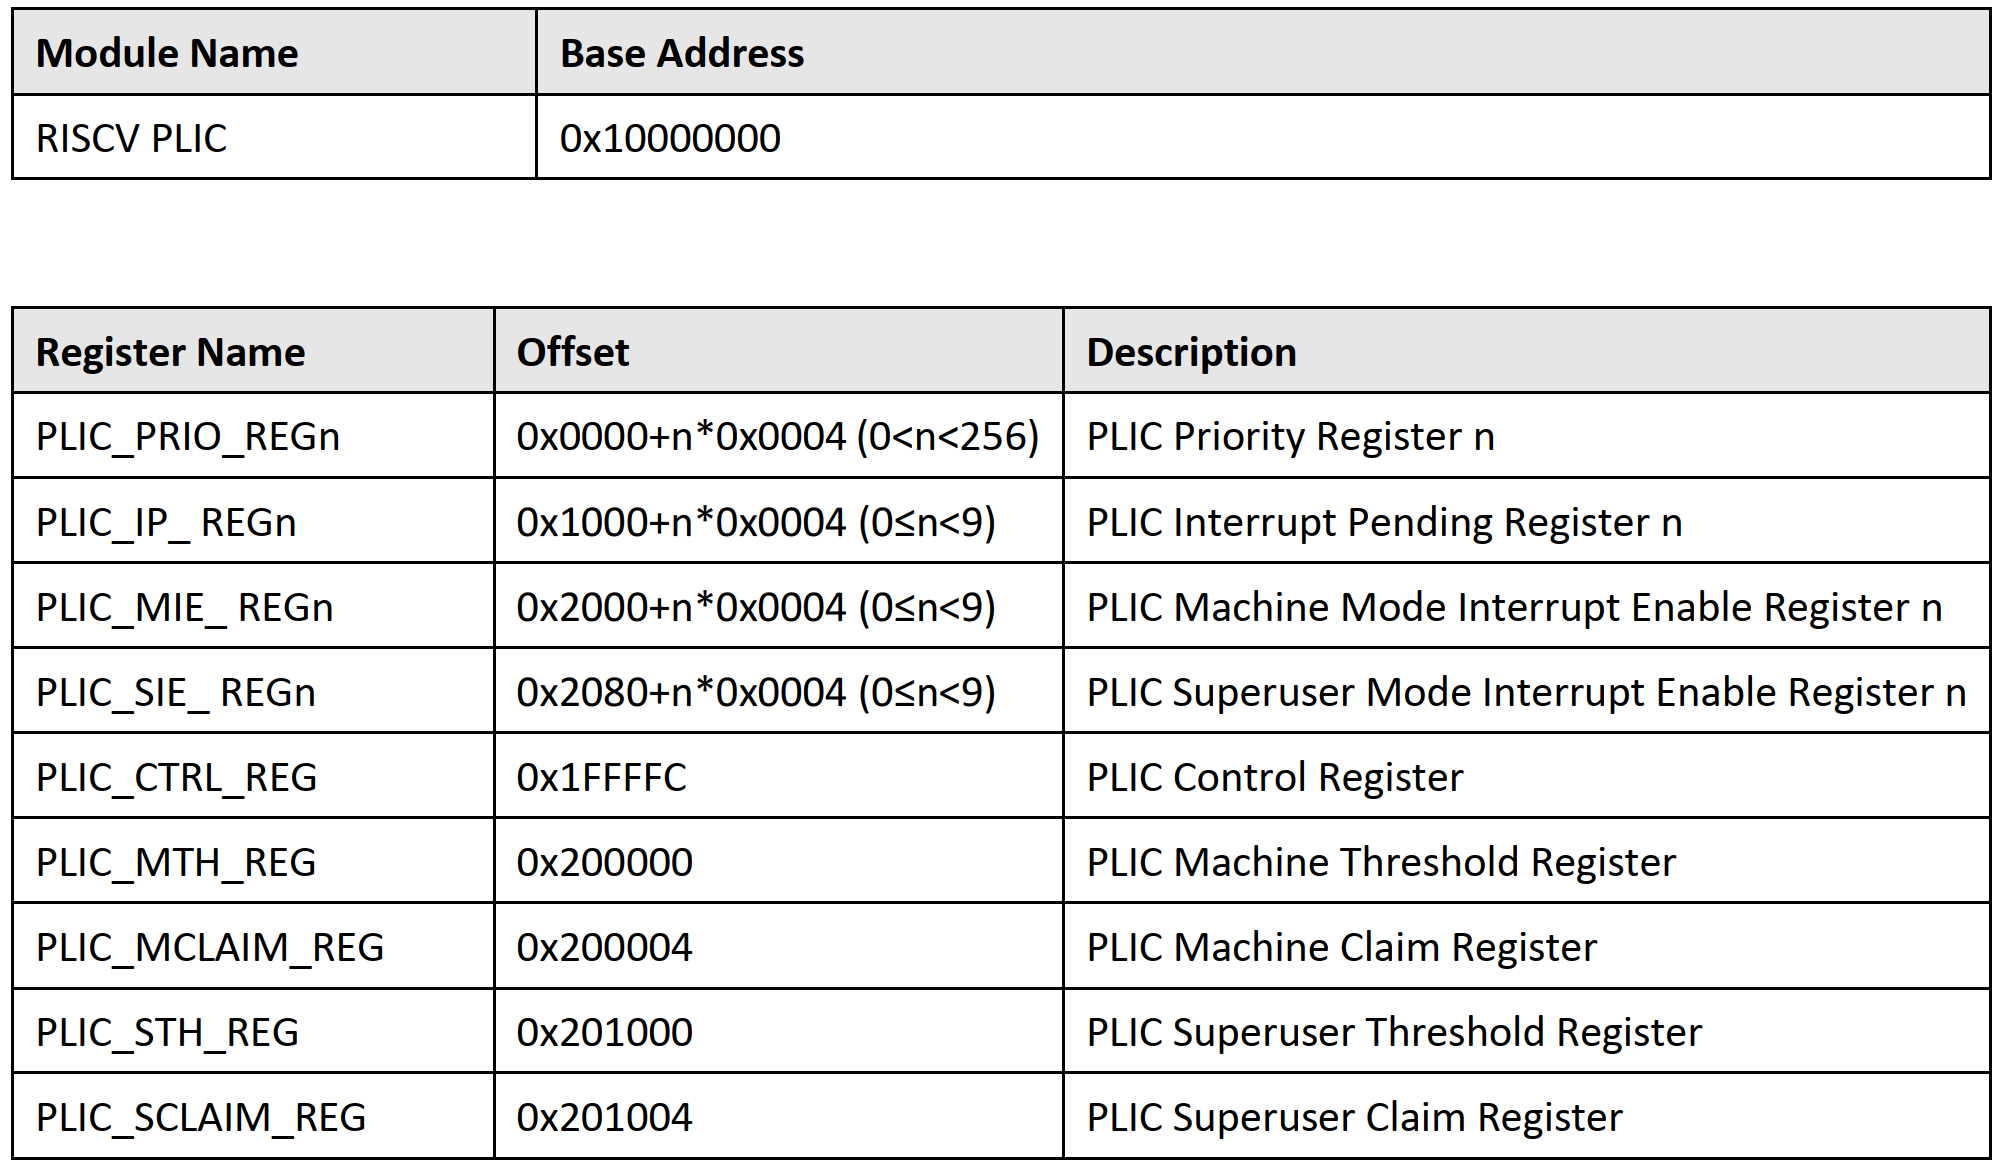 Module Name Base Address
RISCV PLIC 0x10000000
Register Name Offset Description
PLIC_PRIO_REGn 0x0000+n*0x0004 (0<n<256) PLIC Priority Register n
PLIC_IP_ REGn 0x1000+n*0x0004 (0≤n<9) PLIC Interrupt Pending Register n
PLIC_MIE_ REGn 0x2000+n*0x0004 (0≤n<9) PLIC Machine Mode Interrupt Enable Register n
PLIC_SIE_ REGn 0x2080+n*0x0004 (0≤n<9) PLIC Superuser Mode Interrupt Enable Register n
PLIC_CTRL_REG 0x1FFFFC PLIC Control Register
PLIC_MTH_REG 0x200000 PLIC Machine Threshold Register
PLIC_MCLAIM_REG 0x200004 PLIC Machine Claim Register
PLIC_STH_REG 0x201000 PLIC Superuser Threshold Register
PLIC_SCLAIM_REG 0x201004 PLIC Superuser Claim Register